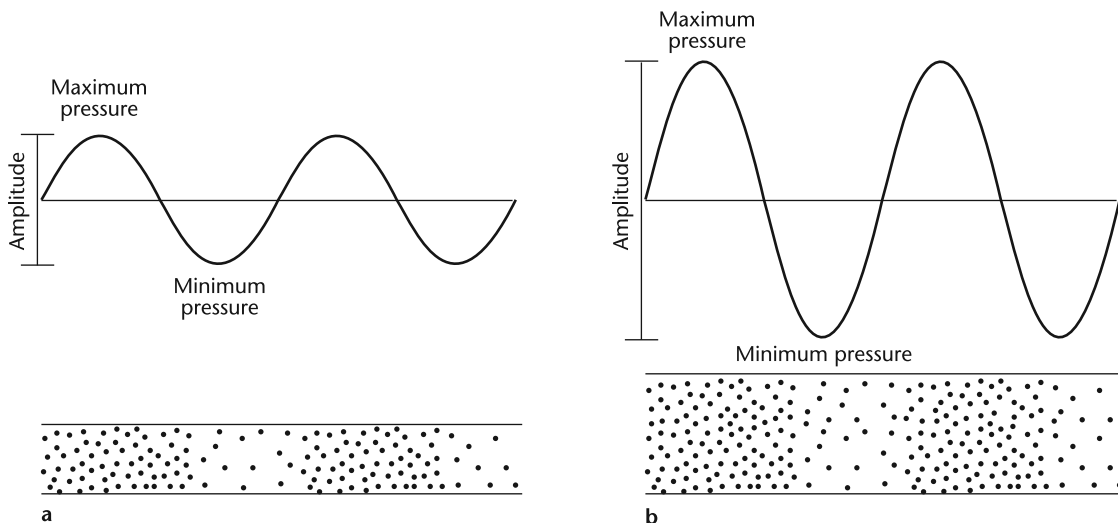 Maximum
pressure
Amplitude
Minimum
pressure
a
Maximum
pressure
Amplitude
Minimum pressure
b